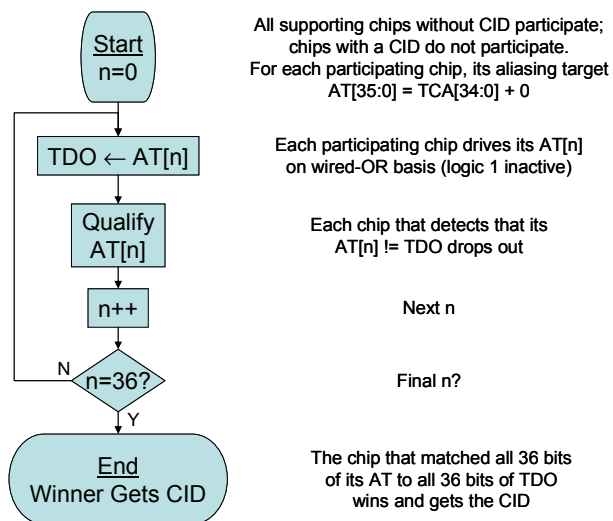 Start
n=0
All supporting chips without CID participate;
chips with a CID do not participate.
For each participating chip, its aliasing target
AT[35:0] = TCA[34:0] + 0
TDO ← AT[n]
Each participating chip drives its AT[n]
on wired-OR basis (logic 1 inactive)
Qualify
AT[n]
Each chip that detects that its
AT[n] != TDO drops out
n++
Next n
N
n=36?
Final n?
Y
End
Winner Gets CID
The chip that matched all 36 bits
of its AT to all 36 bits of TDO
wins and gets the CID